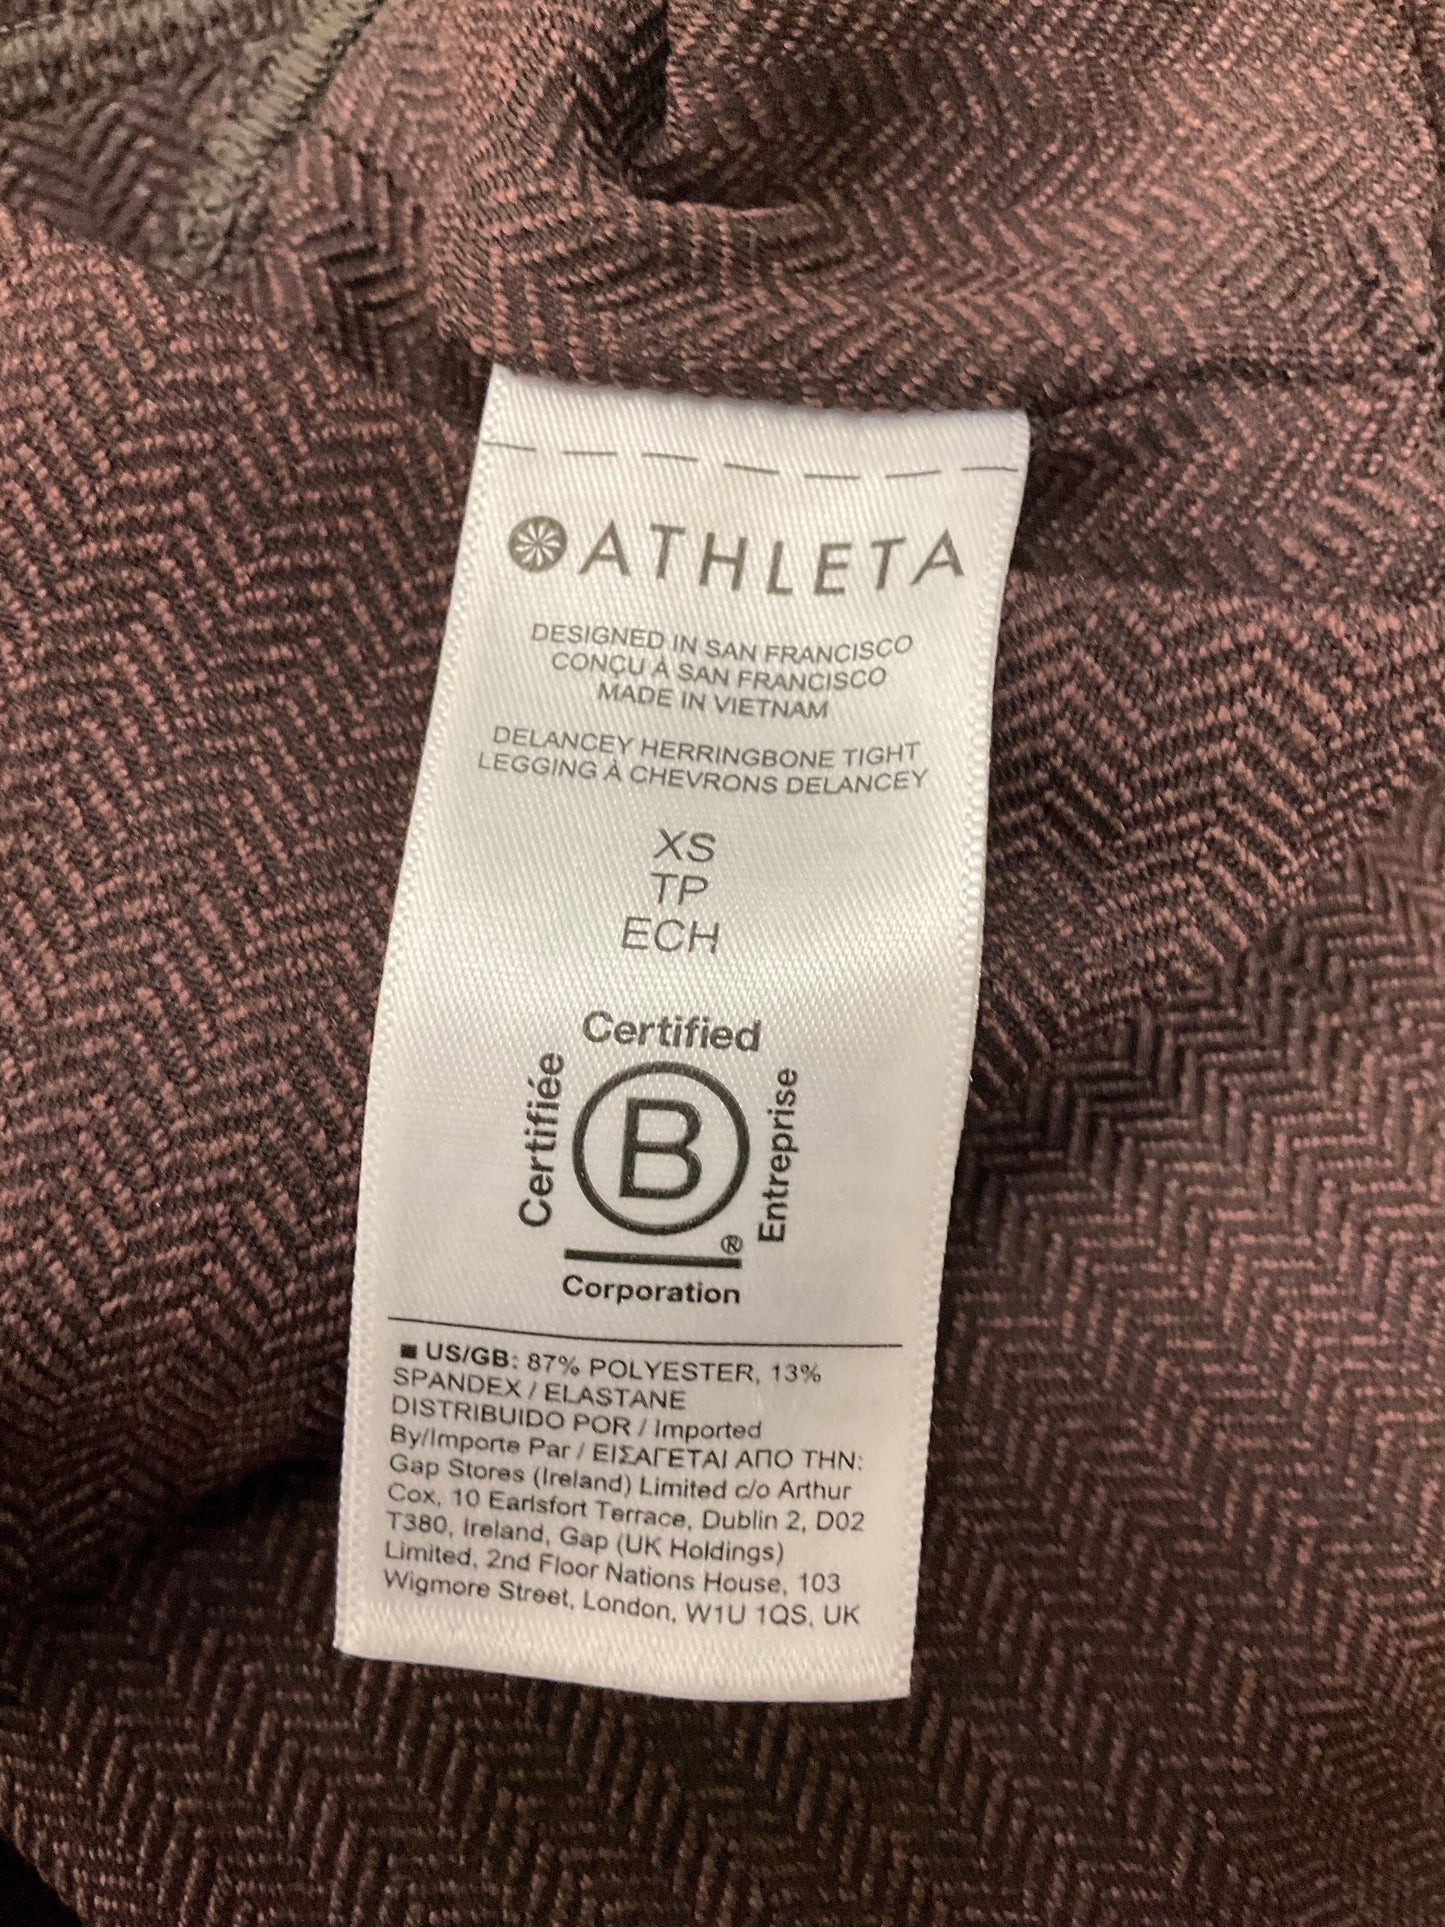 ATHLETA
DESIGNED IN SAN FRANCISCO
CONÇU À SAN FRANCISCO
MADE IN VIETNAM
DELANCEY HERRINGBONE TIGHT
LEGGING À CHEVRONS DELANCEY
XS
TP
ECH
Certified
Certifiée
B
Entreprise
®
Corporation
■ US/GB: 87% POLYESTER, 13%
SPANDEX / ELASTANE
DISTRIBUIDO POR / Imported
By/Importe Par / ΕΙΣΑΓΕΤΑΙ ΑΠΟ ΤΗΝ:
Gap Stores (Ireland) Limited c/o Arthur
Cox, 10 Earlsfort Terrace, Dublin 2, D02
T380, Ireland, Gap (UK Holdings)
Limited, 2nd Floor Nations House, 103
Wigmore Street, London, W1U 1QS, UK